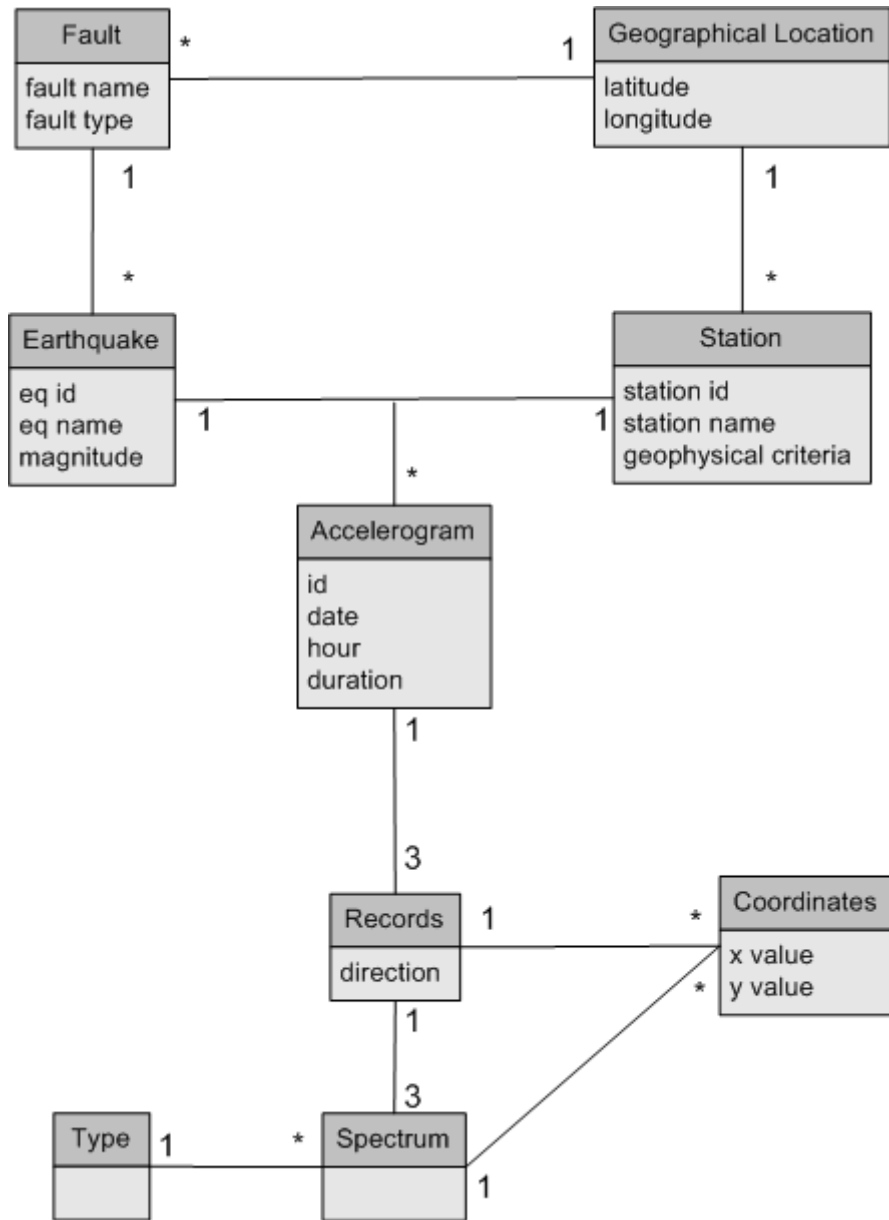 Fault
fault name
fault type
*
1
Geographical Location
latitude
longitude
1
*
1
*
Earthquake
eq id
eq name
magnitude
1
1
Station
station id
station name
geophysical criteria
*
Accelerogram
id
date
hour
duration
1
3
Records
direction
1
*
Coordinates
x value
y value
*
1
3
Type
1
*
Spectrum
1